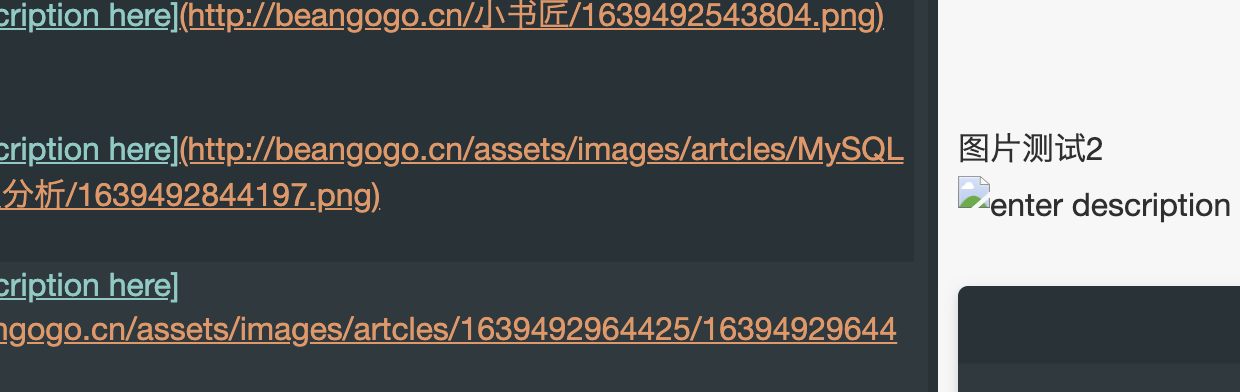 cription here](http://beangogo.cn/小书匠/1639492543804.png)
cription here](http://beangogo.cn/assets/images/artcles/MySQL
分析/1639492844197.png)
cription here]
ngogo.cn/assets/images/artcles/1639492964425/16394929644
图片测试2
enter description